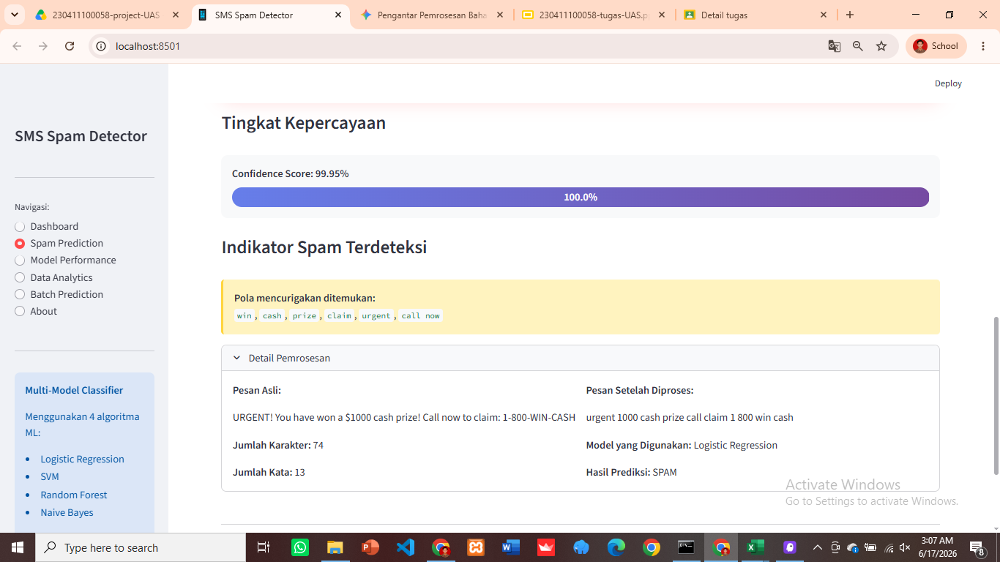 230411100058-project-UAS
SMS Spam Detector
Pengantar Pemrosesan Baha
230411100058-tugas-UAS.p
Detail tugas
localhost:8501
School
Deploy
SMS Spam Detector
Navigasi:
Dashboard
Spam Prediction
Model Performance
Data Analytics
Batch Prediction
About
Multi-Model Classifier
Menggunakan 4 algoritma
ML:
Logistic Regression
SVM
Random Forest
Naive Bayes
Tingkat Kepercayaan
Confidence Score: 99.95%
100.0%
Indikator Spam Terdeteksi
Pola mencurigakan ditemukan:
win , cash , prize , claim , urgent , call now
Detail Pemrosesan
Pesan Asli:
URGENT! You have won a $1000 cash prize! Call now to claim: 1-800-WIN-CASH
Jumlah Karakter: 74
Jumlah Kata: 13
Pesan Setelah Diproses:
urgent 1000 cash prize call claim 1 800 win cash
Model yang Digunakan: Logistic Regression
Hasil Prediksi: SPAM
Activate Windows
Go to Settings to activate Windows.
Type here to search
3:07 AM
6/17/2026
8